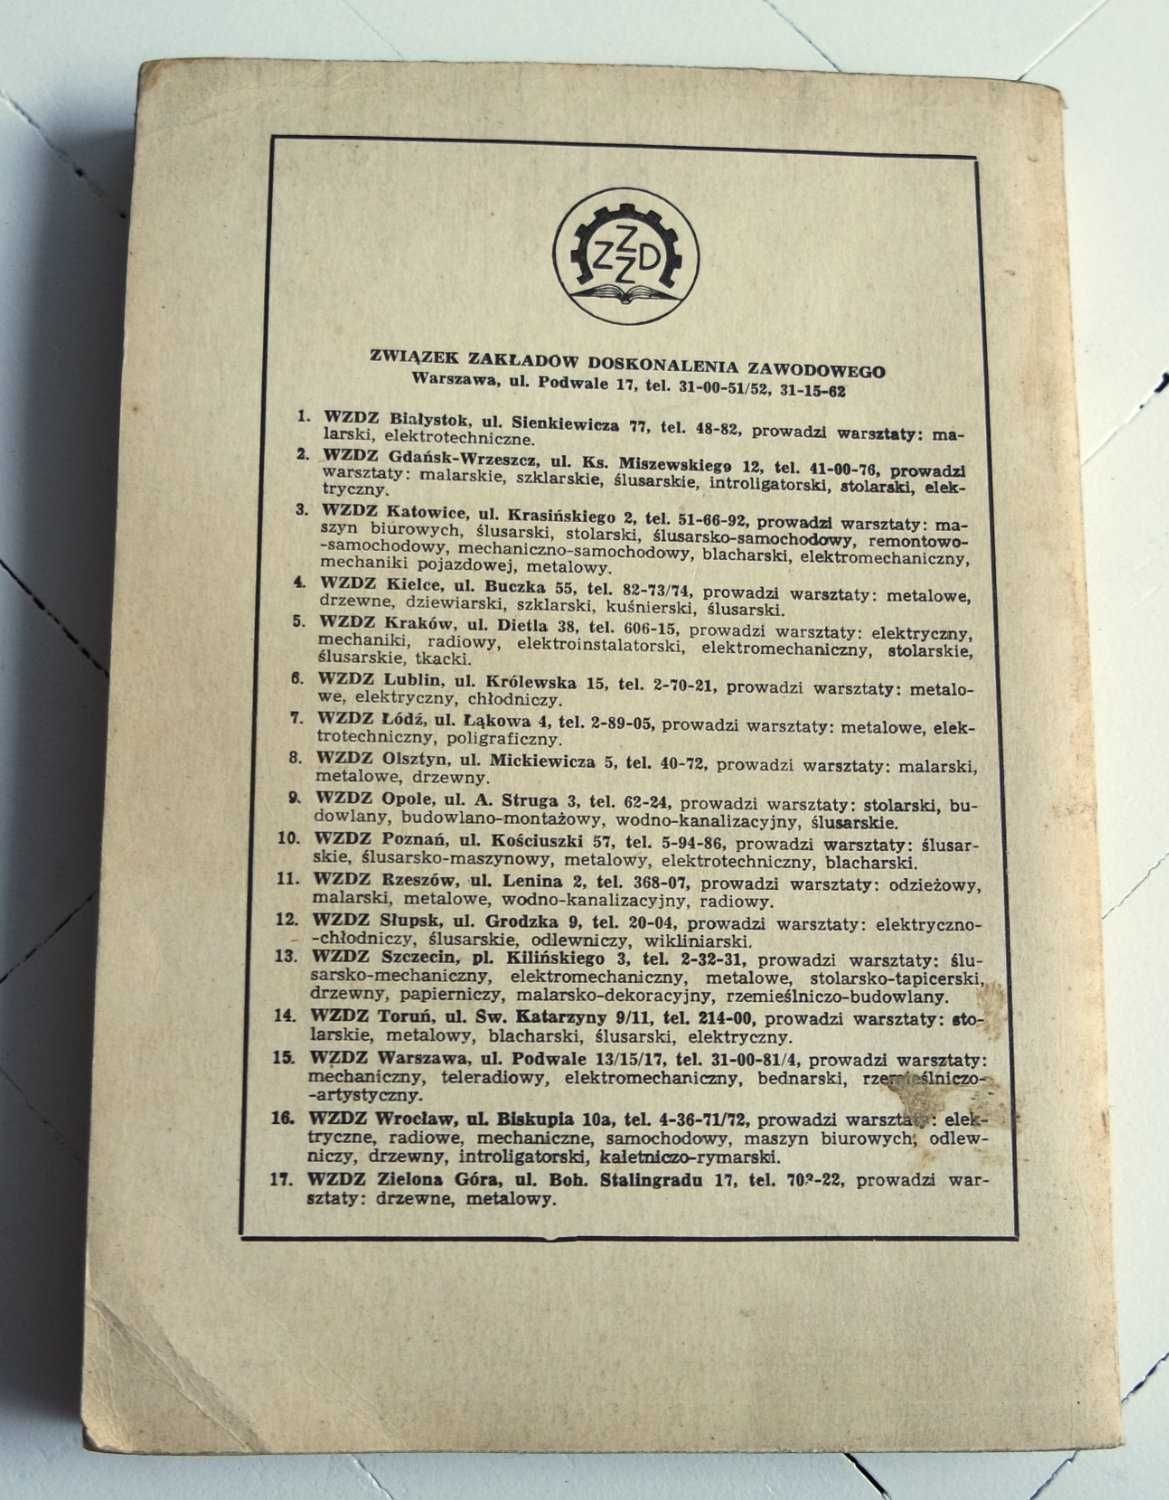 Z
ZZD
Z
ZWIĄZEK ZAKŁADOW DOSKONALENIA ZAWODOWEGO
Warszawa, ul. Podwale 17, tel. 31-00-51/52, 31-15-62
1. WZDZ Białystok, ul. Sienkiewicza 77, tel. 48-82, prowadzi warsztaty: ma-
larski, elektrotechniczne.
2. WZDZ Gdańsk-Wrzeszcz, ul. Ks. Miszewskiego 12, tel. 41-00-76, prowadzi
warsztaty: malarskie, szklarskie, ślusarskie, introligatorski, stolarski, elek-
tryczny.
3. WZDZ Katowice, ul. Krasińskiego 2, tel. 51-66-92, prowadzi warsztaty: ma-
szyn biurowych, ślusarski, stolarski, ślusarsko-samochodowy, remontowo-
-samochodowy, mechaniczno-samochodowy, blacharski, elektromechaniczny,
mechaniki pojazdowej, metalowy.
4. WZDZ Kielce, ul. Buczka 55, tel. 82-73/74, prowadzi warsztaty: metalowe,
drzewne, dziewiarski, szklarski, kuśnierski, ślusarski.
5. WZDZ Kraków, ul. Dietla 38, tel. 606-15, prowadzi warsztaty: elektryczny,
mechaniki, radiowy, elektroinstalatorski, elektromechaniczny, stolarskie,
ślusarskie, tkacki.
6. WZDZ Lublin, ul. Królewska 15, tel. 2-70-21, prowadzi warsztaty: metalo-
we, elektryczny, chłodniczy.
7. WZDZ Łódź, ul. Łąkowa 4, tel. 2-89-05, prowadzi warsztaty: metalowe, elek-
trotechniczny, poligraficzny.
8. WZDZ Olsztyn, ul. Mickiewicza 5, tel. 40-72, prowadzi warsztaty: malarski,
metalowe, drzewny.
9. WZDZ Opole, ul. A. Struga 3, tel. 62-24, prowadzi warsztaty: stolarski, bu-
dowlany, budowlano-montażowy, wodno-kanalizacyjny, ślusarskie.
10. WZDZ Poznań, ul. Kościuszki 57, tel. 5-94-86, prowadzi warsztaty: ślusar-
skie, ślusarsko-maszynowy, metalowy, elektrotechniczny, blacharski.
11. WZDZ Rzeszów, ul. Lenina 2, tel. 368-07, prowadzi warsztaty: odzieżowy,
malarski, metalowe, wodno-kanalizacyjny, radiowy.
12. WZDZ Słupsk, ul. Grodzka 9, tel. 20-04, prowadzi warsztaty: elektryczno-
-chłodniczy, ślusarskie, odlewniczy, wikliniarski.
13. WZDZ Szczecin, pl. Kilińskiego 3, tel. 2-32-31, prowadzi warsztaty: ślu-
sarsko-mechaniczny, elektromechaniczny, metalowe, stolarsko-tapicerski,
drzewny, papierniczy, malarsko-dekoracyjny, rzemieślniczo-budowlany.
14. WZDZ Toruń, ul. Sw. Katarzyny 9/11, tel. 214-00, prowadzi warsztaty: sto-
larskie, metalowy, blacharski, ślusarski, elektryczny.
15. WZDZ Warszawa, ul. Podwale 13/15/17, tel. 31-00-81/4, prowadzi warsztaty:
mechaniczny, teleradiowy, elektromechaniczny, bednarski, rzemieślniczo-
-artystyczny.
16. WZDZ Wrocław, ul. Biskupia 10a, tel. 4-36-71/72, prowadzi warsztaty: elek-
tryczne, radiowe, mechaniczne, samochodowy, maszyn biurowych, odlew-
niczy, drzewny, introligatorski, kaletniczo-rymarski.
17. WZDZ Zielona Góra, ul. Boh. Stalingradu 17, tel. prowadzi war-
sztaty: drzewne, metalowy.